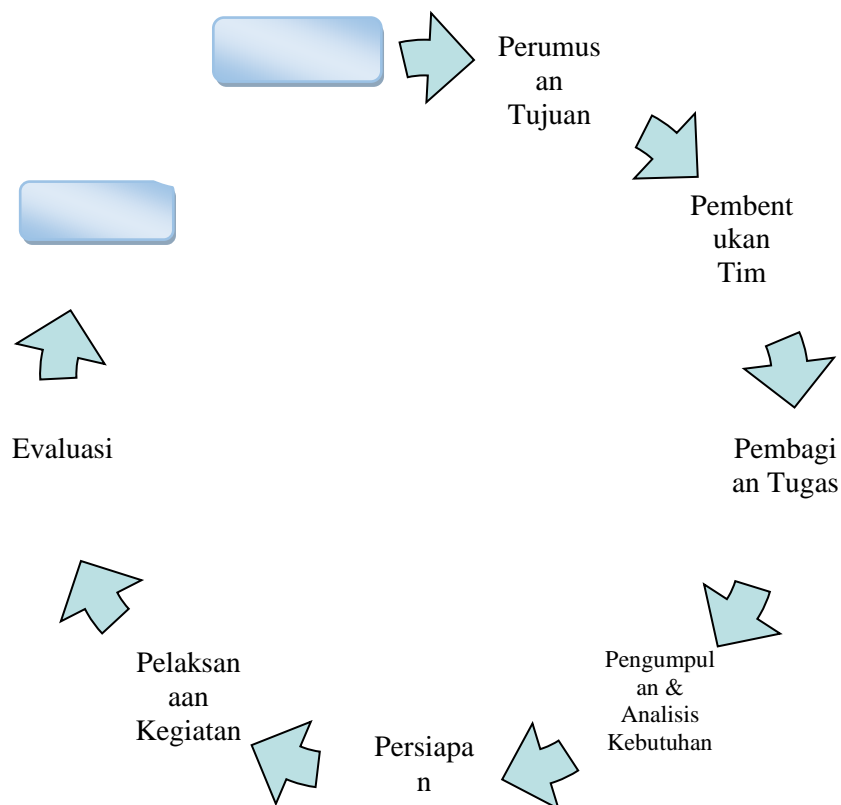 Perumus
an
Tujuan
Pembent
ukan
Tim
Pembagi
an Tugas
Pengumpul
an &
Analisis
Kebutuhan
Persiapa
n
Pelaksan
aan
Kegiatan
Evaluasi